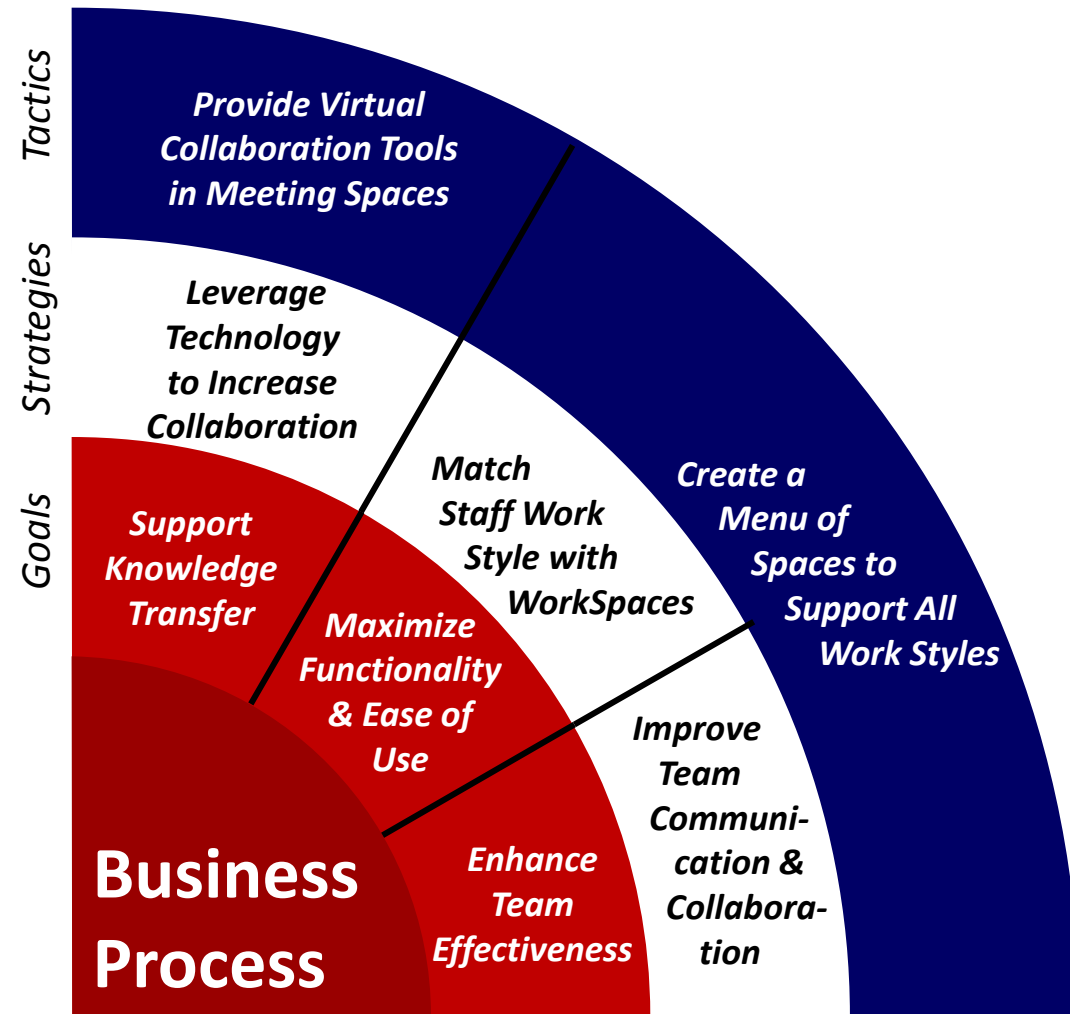 Tactics
Provide Virtual
Collaboration Tools
in Meeting Spaces
Strategies
Leverage
Technology
to Increase
Collaboration
Match
Staff Work
Style with
WorkSpaces
Create a
Menu of
Spaces to
Support All
Work Styles
Goals
Support
Knowledge
Transfer
Maximize
Functionality
& Ease of
Use
Improve
Team
Communi-
cation &
Collabora-
tion
Enhance
Team
Effectiveness
Business
Process